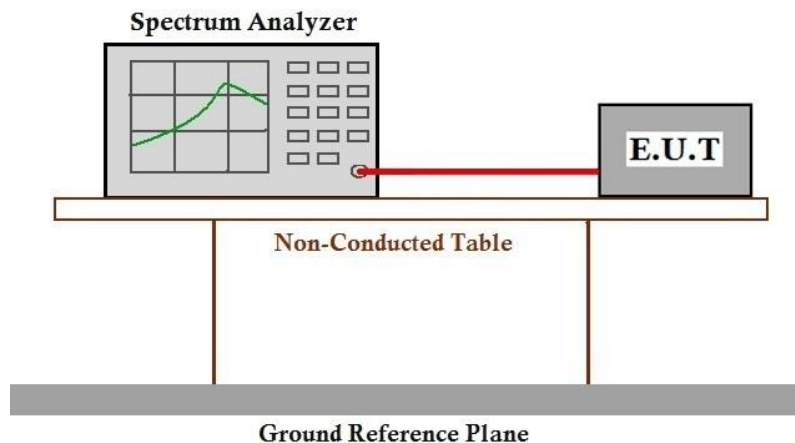 Spectrum Analyzer
E.U.T
Non-Conducted Table
Ground Reference Plane